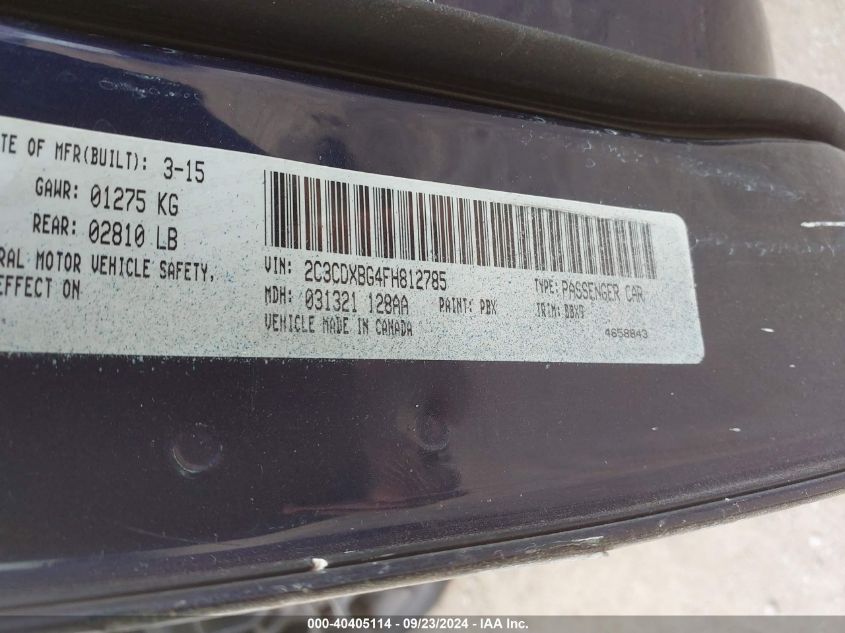 TE OF MFR(BUILT): 3-15
GAWR: 01275 KG
REAR: 02810 LB
RAL MOTOR VEHICLE SAFETY,
EFFECT ON
VIN: 2C3CDXBG4FH812785 TYPE: PASSENGER CAR
MDH: 031321 128AA PAINT: PBX TRIM: DBX9
VEHICLE MADE IN CANADA 4658843
000-40405114 - 09/23/2024 - IAA Inc.